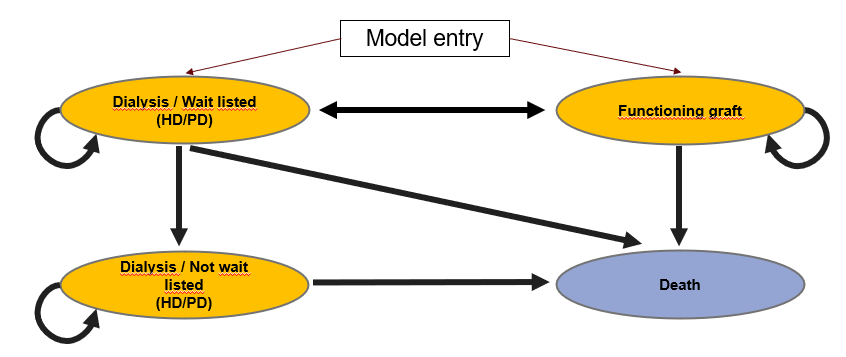 Model entry
Dialysis / Wait listed
(HD/PD)
Functioning graft
Dialysis / Not wait
listed
(HD/PD)
Death